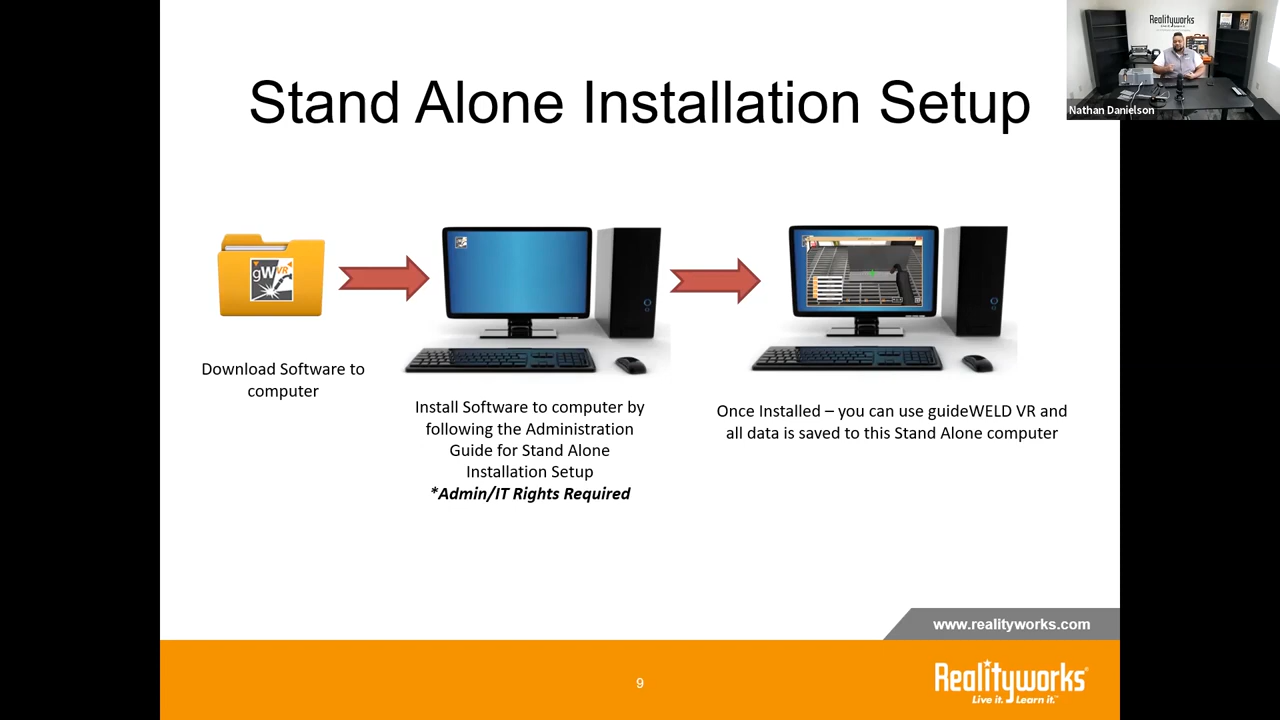 Stand Alone Installation Setup
Realityworks
Nathan Danielson
gWVR
Download Software to
computer
Install Software to computer by
following the Administration
Guide for Stand Alone
Installation Setup
*Admin/IT Rights Required
Once Installed – you can use guideWELD VR and
all data is saved to this Stand Alone computer
www.realityworks.com
9
Realityworks®
Live it. Learn it.™